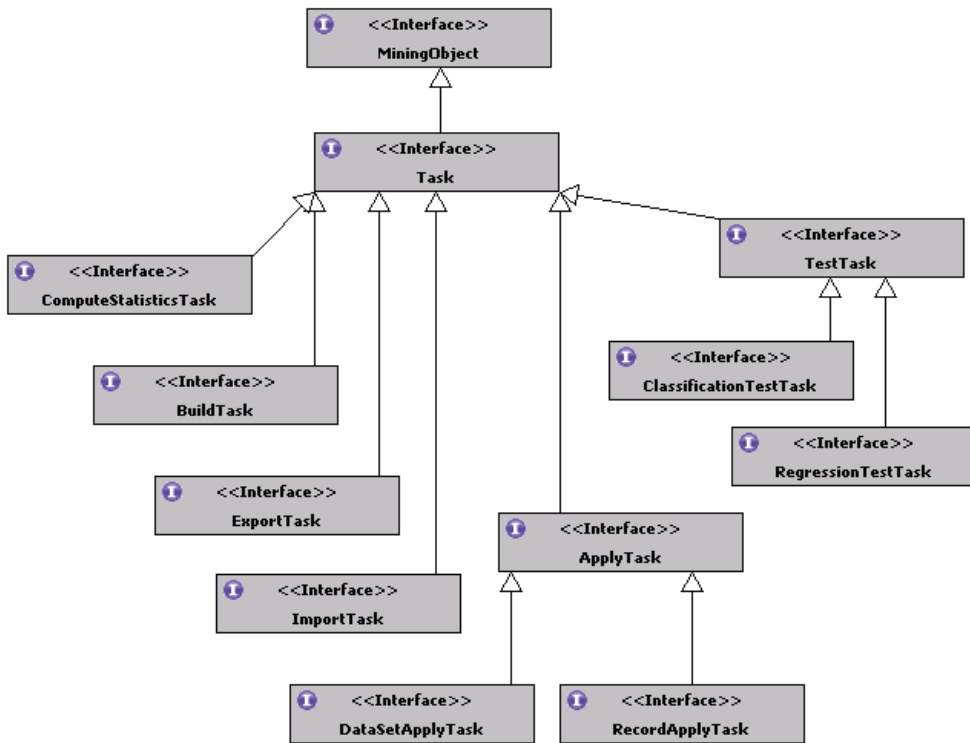 I <<Interface>>
MiningObject
I <<Interface>>
Task
I <<Interface>>
TestTask
I <<Interface>>
ComputeStatisticsTask
I <<Interface>>
ClassificationTestTask
I <<Interface>>
BuildTask
I <<Interface>>
RegressionTestTask
I <<Interface>>
ExportTask
I <<Interface>>
ApplyTask
I <<Interface>>
ImportTask
I <<Interface>>
DataSetApplyTask
I <<Interface>>
RecordApplyTask